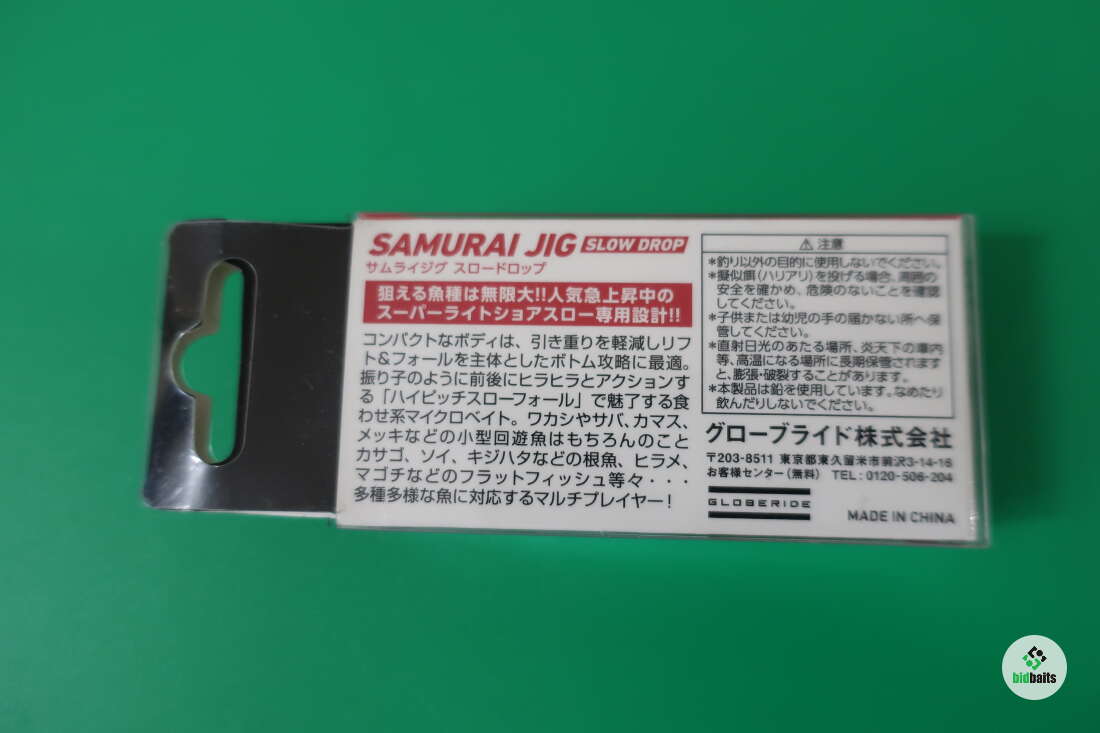 SAMURAI JIG SLOW DROP
サムライジグ スロードロップ
狙える魚種は無限大!!人気急上昇中の
スーパーライトショアスロー専用設計!!
コンパクトなボディは、引き重りを軽減しリフ
ト&フォールを主体としたボトム攻略に最適。
振り子のように前後にヒラヒラとアクションす
る「ハイピッチスローフォール」で魅了する食
わせ系マイクロベイト。ワカシやサバ、カマス、
メッキなどの小型回遊魚はもちろんのこと
カサゴ、ソイ、キジハタなどの根魚、ヒラメ、
マゴチなどのフラットフィッシュ等々・・・
多種多様な魚に対応するマルチプレイヤー!
⚠注意
*釣り以外の目的に使用しないでください。
*擬似餌(ハリアリ)を投げる場合、周囲の
安全を確かめ、危険のないことを確認
してください。
*子供または幼児の手の届かない所へ保
管してください。
*直射日光のあたる場所、炎天下の車内
等、高温になる場所に長期保管されます
と、膨張・破裂することがあります。
*本製品は鉛を使用しています。なめたり
飲んだりしないでください。
グローブライド株式会社
〒203-8511 東京都東久留米市前沢3-14-16
お客様センター(無料) TEL:0120-506-204
GLOBERIDE
MADE IN CHINA
bidbaits